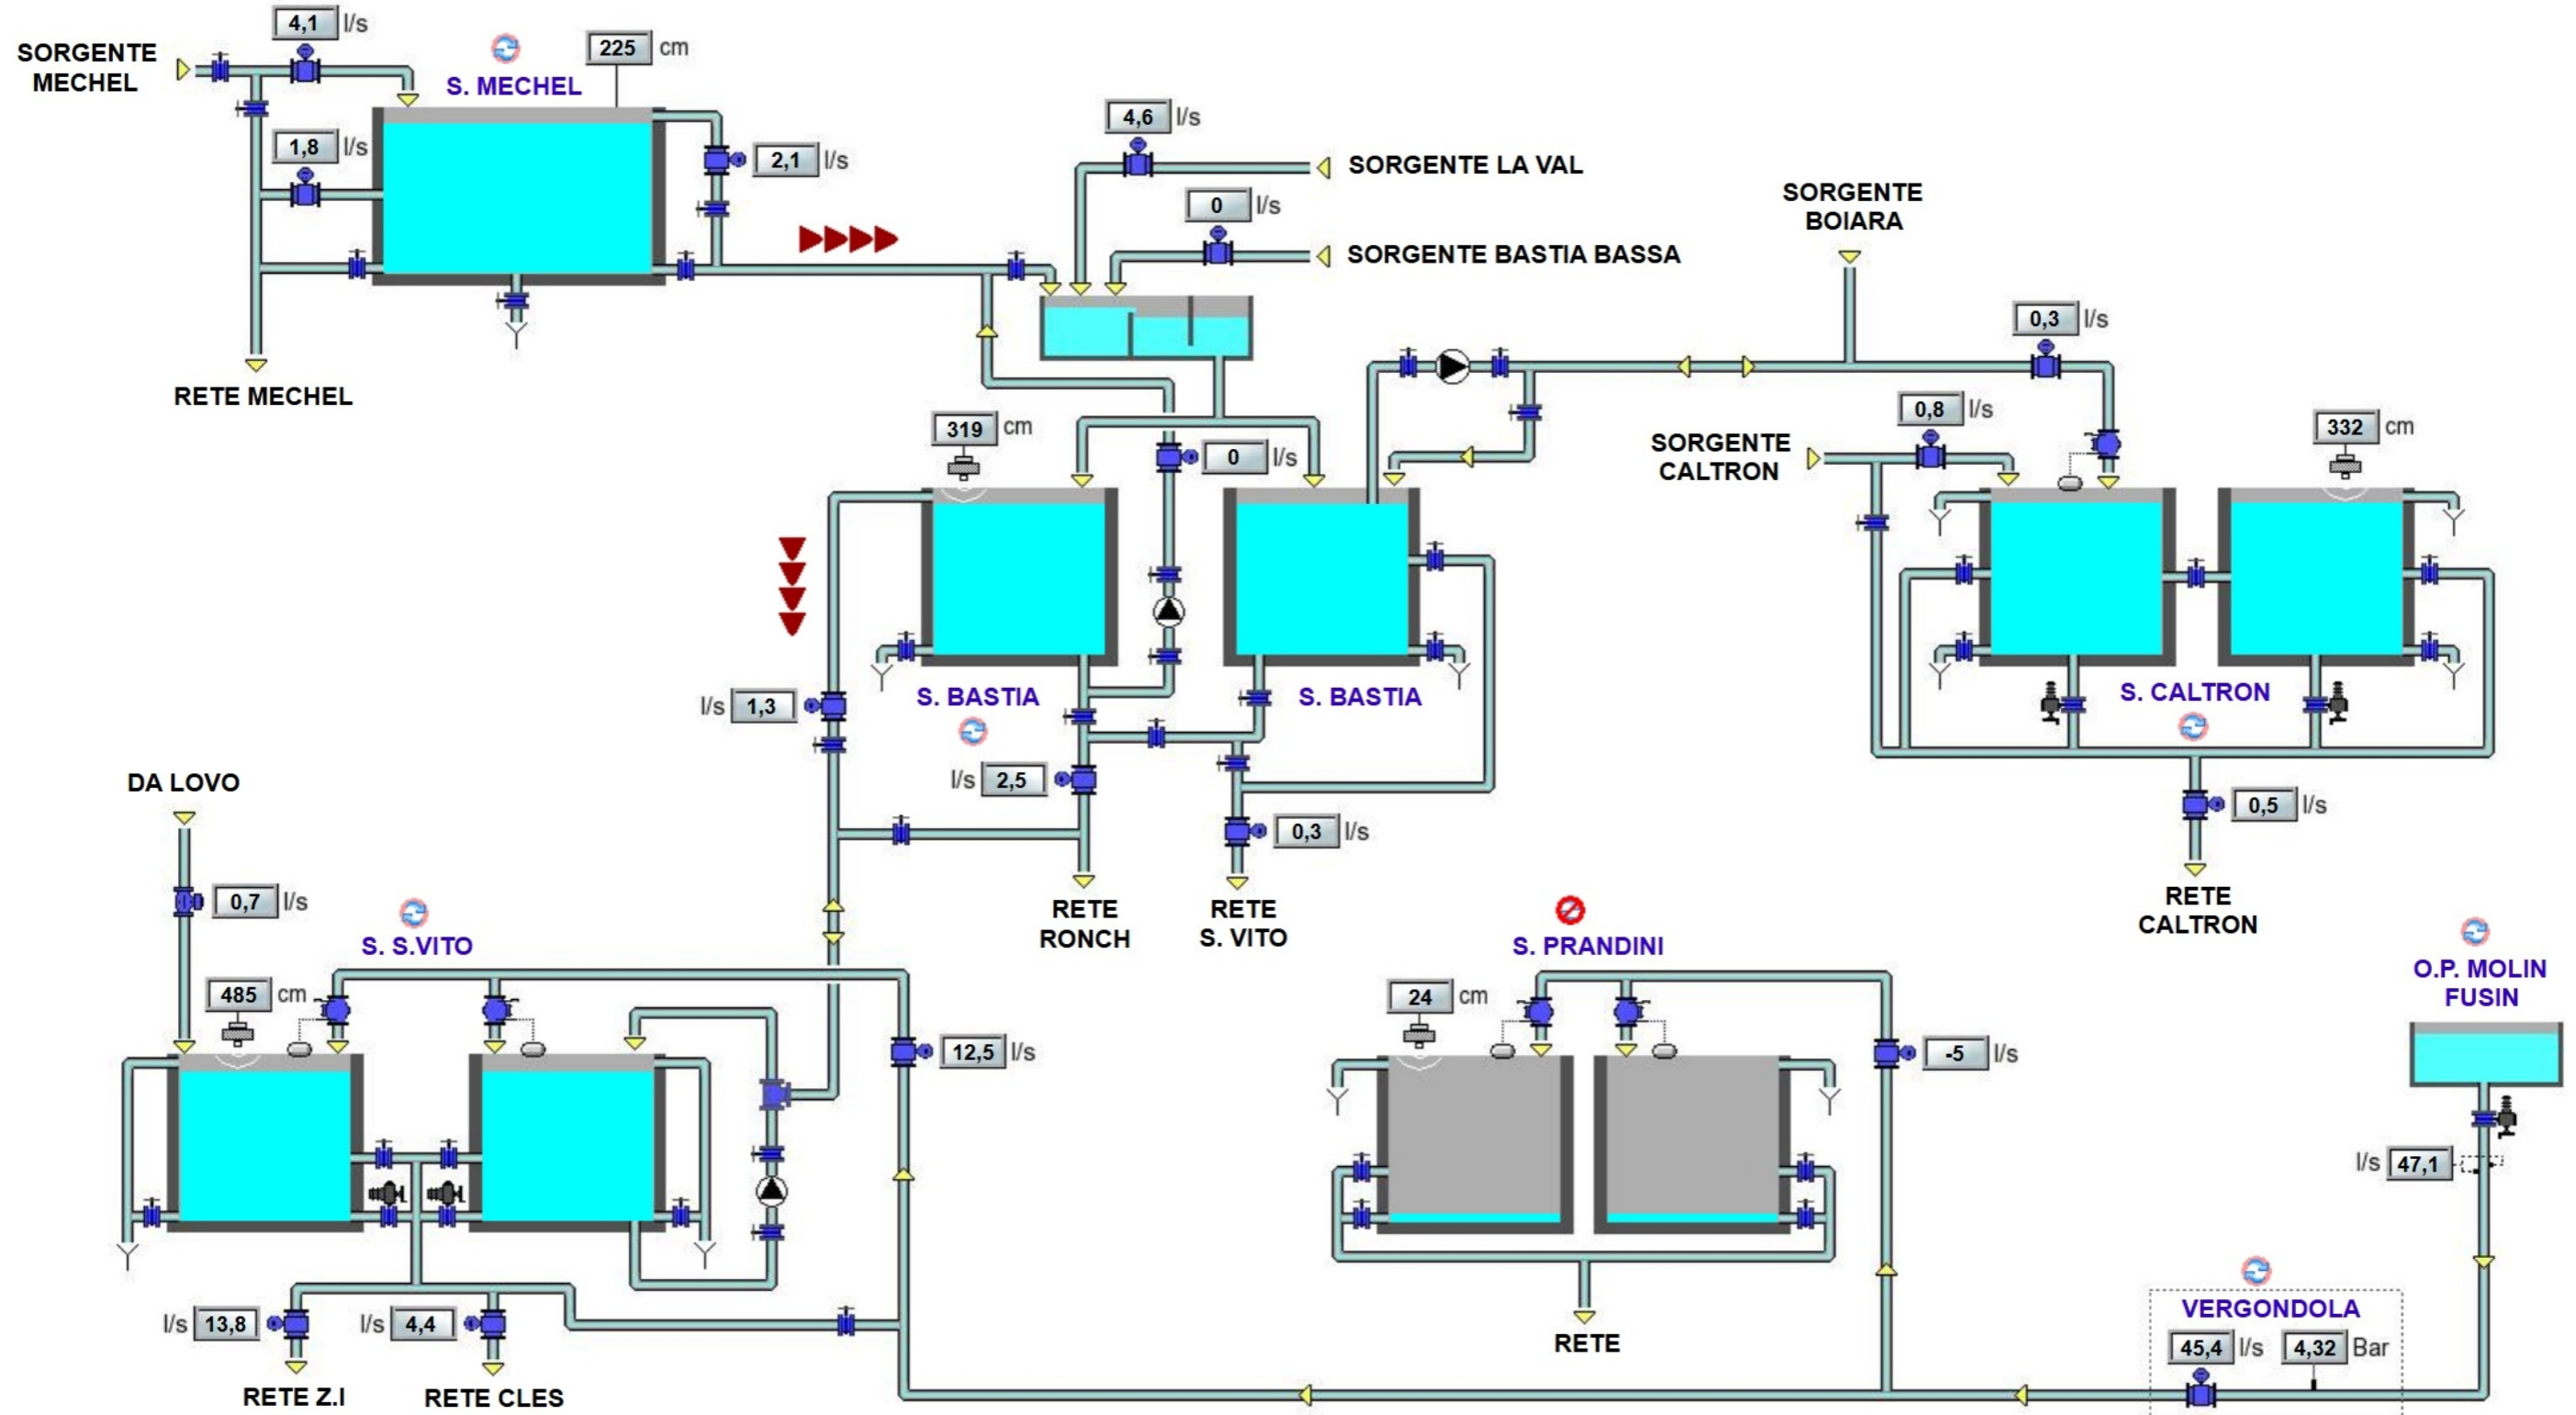 4,1 l/s
SORGENTE
MECHEL
225 cm
S. MECHEL
1,8 l/s
2,1 l/s
RETE MECHEL
4,6 l/s
SORGENTE LA VAL
0 l/s
SORGENTE BASTIA BASSA
SORGENTE
BOIARA
0,3 l/s
0,8 l/s
SORGENTE
CALTRON
332 cm
319 cm
0 l/s
S. BASTIA
S. BASTIA
S. CALTRON
l/s 1,3
l/s 2,5
0,3 l/s
0,5 l/s
RETE
RONCH
RETE
S. VITO
RETE
CALTRON
DA LOVO
0,7 l/s
S. S.VITO
485 cm
12,5 l/s
S. PRANDINI
24 cm
-5 l/s
O.P. MOLIN
FUSIN
l/s 47,1
l/s 13,8
l/s 4,4
RETE Z.I
RETE CLES
RETE
VERGONDOLA
45,4 l/s
4,32 Bar